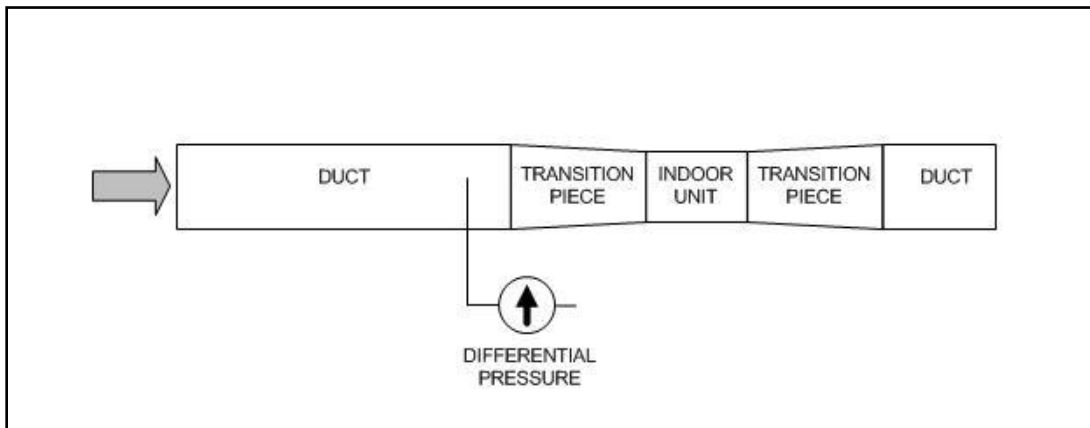 DUCT
TRANSITION
PIECE
INDOOR
UNIT
TRANSITION
PIECE
DUCT
DIFFERENTIAL
PRESSURE